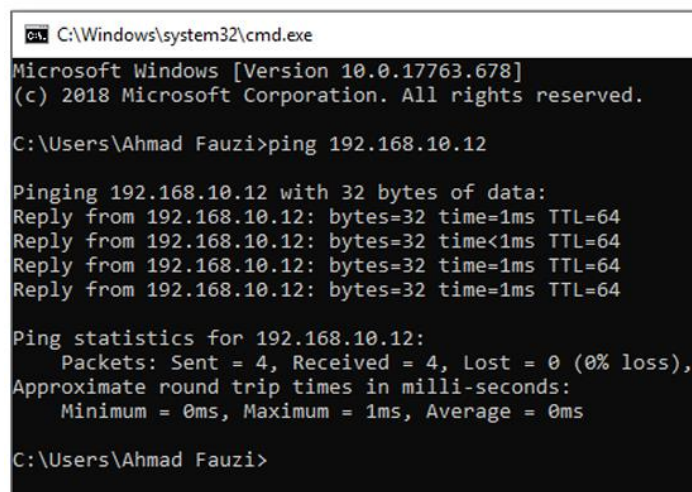 C:\Windows\system32\cmd.exe
Microsoft Windows [Version 10.0.17763.678]
(c) 2018 Microsoft Corporation. All rights reserved.
C:\Users\Ahmad Fauzi>ping 192.168.10.12
Pinging 192.168.10.12 with 32 bytes of data:
Reply from 192.168.10.12: bytes=32 time=1ms TTL=64
Reply from 192.168.10.12: bytes=32 time<1ms TTL=64
Reply from 192.168.10.12: bytes=32 time=1ms TTL=64
Reply from 192.168.10.12: bytes=32 time=1ms TTL=64
Ping statistics for 192.168.10.12:
    Packets: Sent = 4, Received = 4, Lost = 0 (0% loss),
Approximate round trip times in milli-seconds:
    Minimum = 0ms, Maximum = 1ms, Average = 0ms
C:\Users\Ahmad Fauzi>